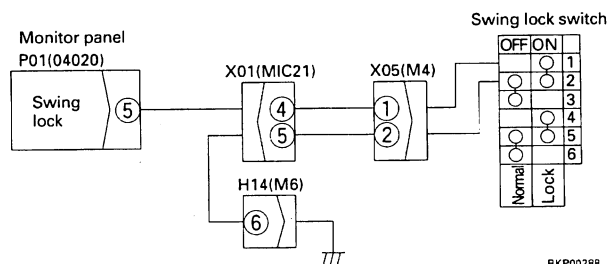 Swing lock switch
Monitor panel
P01(04020)
OFF ON
X01(MIC21)
X05(M4)
1
2
3
4
5
6
Swing lock
5
4
1
5
2
H14(M6)
6
Normal
Lock
BKP00288